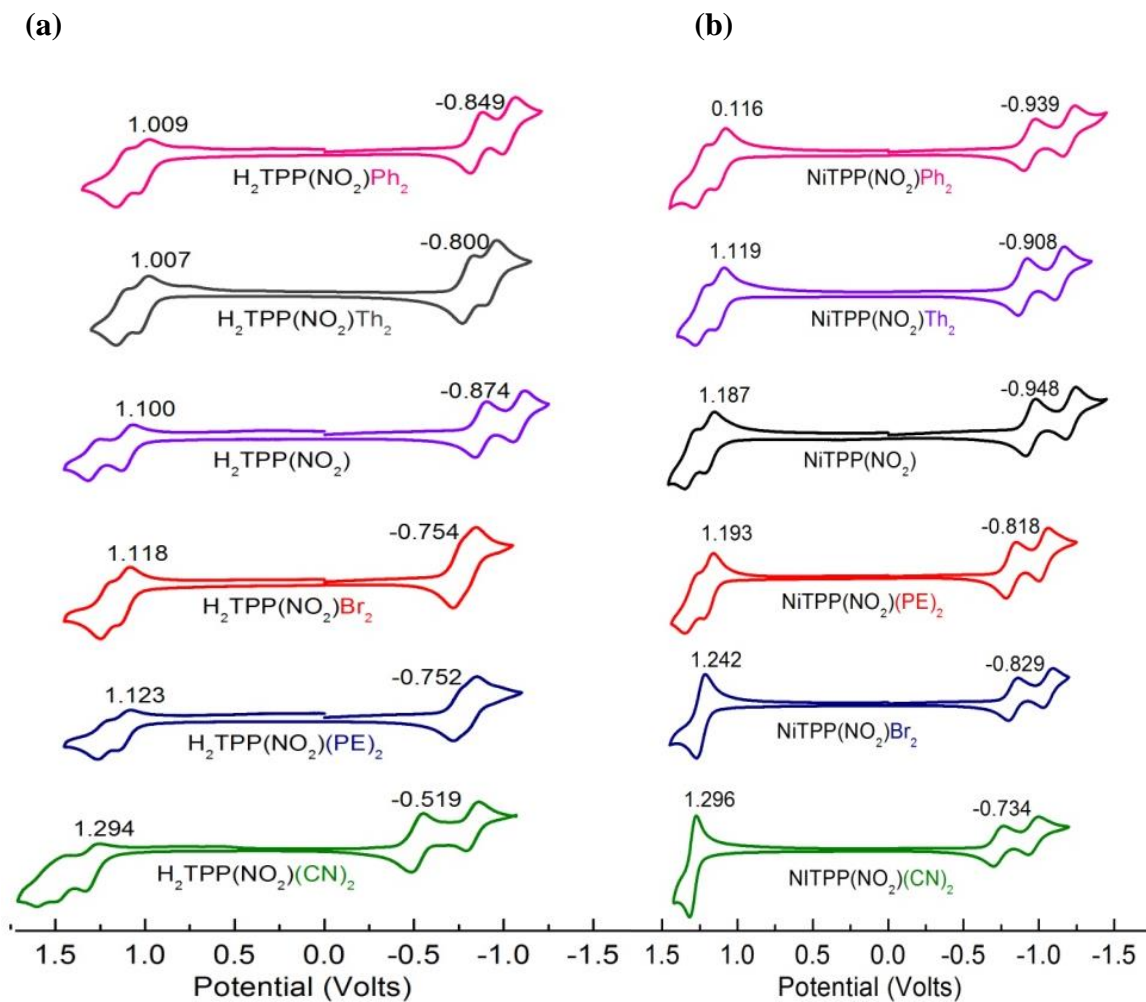 (a)
1.009
-0.849
H₂TPP(NO₂)Ph₂
1.007
-0.800
H₂TPP(NO₂)Th₂
1.100
-0.874
H₂TPP(NO₂)
1.118
-0.754
H₂TPP(NO₂)Br₂
1.123
-0.752
H₂TPP(NO₂)(PE)₂
1.294
-0.519
H₂TPP(NO₂)(CN)₂
1.5 1.0 0.5 0.0 -0.5 -1.0 -1.5
Potential (Volts)
(b)
0.116
-0.939
NiTPP(NO₂)Ph₂
1.119
-0.908
NiTPP(NO₂)Th₂
1.187
-0.948
NiTPP(NO₂)
1.193
-0.818
NiTPP(NO₂)(PE)₂
1.242
-0.829
NiTPP(NO₂)Br₂
1.296
-0.734
NITPP(NO₂)(CN)₂
1.5 1.0 0.5 0.0 -0.5 -1.0 -1.5
Potential (Volts)